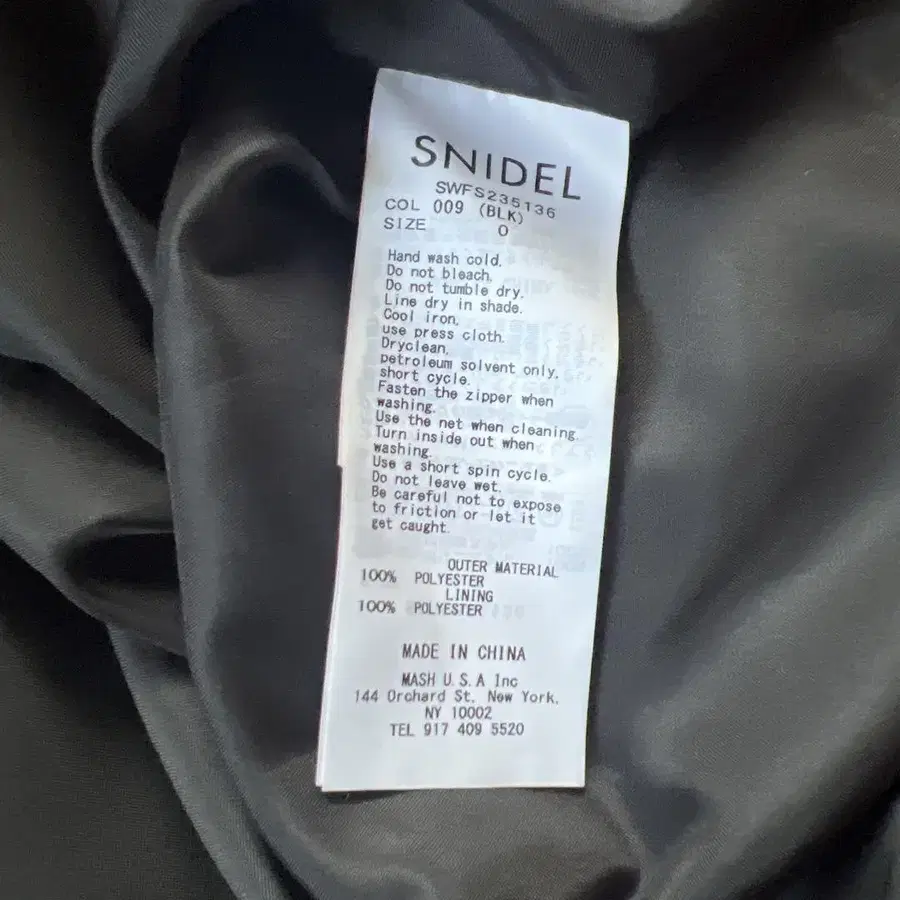 SNIDEL
SWFS235136
COL 009 (BLK)
SIZE 0
Hand wash cold.
Do not bleach.
Do not tumble dry.
Line dry in shade.
Cool iron.
use press cloth.
Dryclean.
petroleum solvent only.
short cycle.
Fasten the zipper when
washing.
Use the net when cleaning.
Turn inside out when
washing.
Use a short spin cycle.
Do not leave wet.
Be careful not to expose
to friction or let it
get caught.
OUTER MATERIAL
100% POLYESTER
LINING
100% POLYESTER
MADE IN CHINA
MASH U.S.A Inc
144 Orchard St. New York.
NY 10002
TEL 917 409 5520